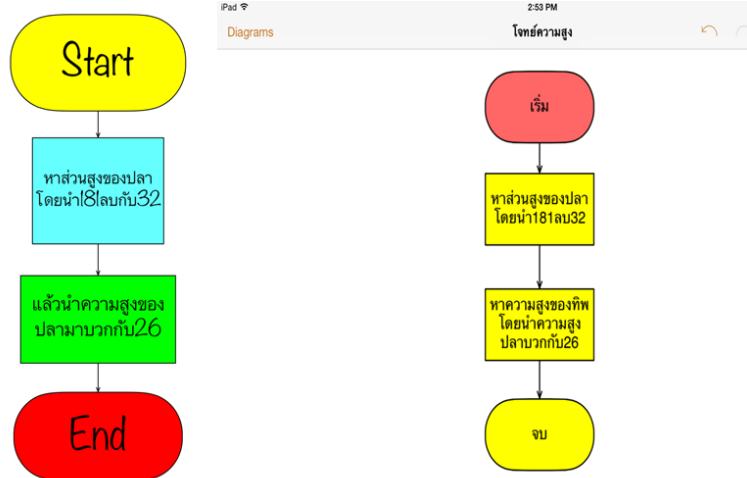 Start
หาส่วนสูงของปลา
โดยนำ181ลบกับ32
แล้วนำความสูงของ
ปลามาบวกกับ26
End
iPad
2:53 PM
Diagrams
โจทย์ความสูง
เริ่ม
หาส่วนสูงของปลา
โดยนำ181ลบ32
หาความสูงของทิพ
โดยนำความสูง
ปลาบวกกับ26
จบ